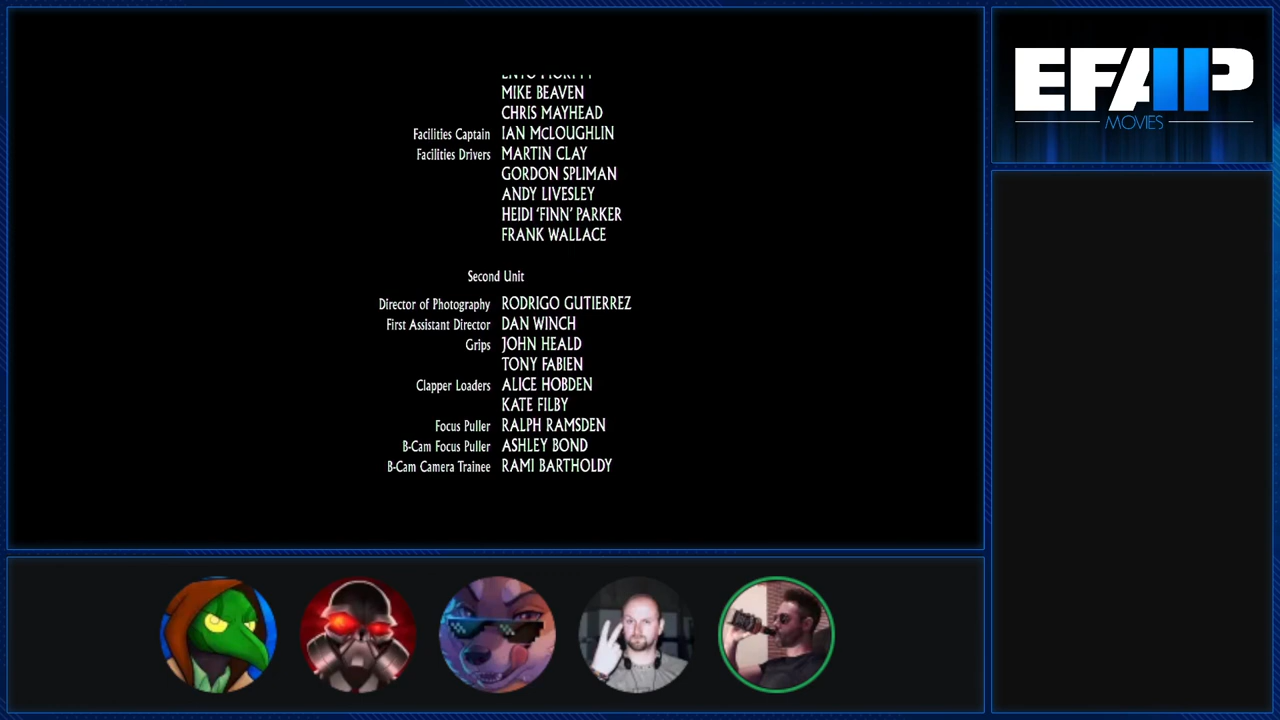 MIKE BEAVEN
CHRIS MAYHEAD
Facilities Captain IAN McLOUGHLIN
Facilities Drivers MARTIN CLAY
GORDON SPLIMAN
ANDY LIVESLEY
HEIDI ‘FINN’ PARKER
FRANK WALLACE
Second Unit
Director of Photography RODRIGO GUTIERREZ
First Assistant Director DAN WINCH
Grips JOHN HEALD
TONY FABIEN
Clapper Loaders ALICE HOBDEN
KATE FILBY
Focus Puller RALPH RAMSDEN
B-Cam Focus Puller ASHLEY BOND
B-Cam Camera Trainee RAMI BARTHOLDY
EFAP
MOVIES